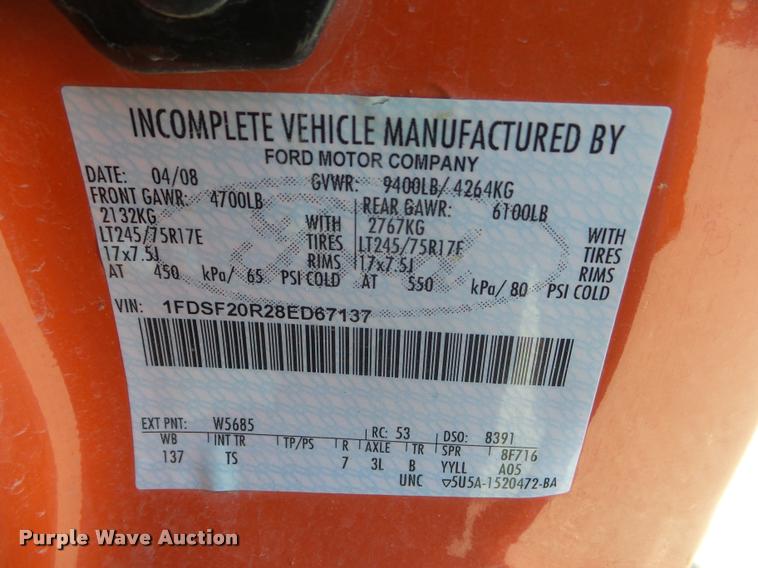 INCOMPLETE VEHICLE MANUFACTURED BY
FORD MOTOR COMPANY
DATE: 04/08 GVWR: 9400LB/ 4264KG
FRONT GAWR: 4700LB REAR GAWR: 6100LB
2132KG WITH 2767KG WITH
LT245/75R17E TIRES LT245/75R17E TIRES
17x7.5J RIMS 17x7.5J RIMS
AT 450 kPa/ 65 PSI COLD AT 550 kPa/ 80 PSI COLD
VIN: 1FDSF20R28ED67137
EXT PNT: W5685 RC: 53 DSO: 8391
WB INT TR TP/PS R AXLE TR SPR 8F716
137 TS 7 3L B YYLL A05
UNC ▽5U5A-1520472-BA
Purple Wave Auction